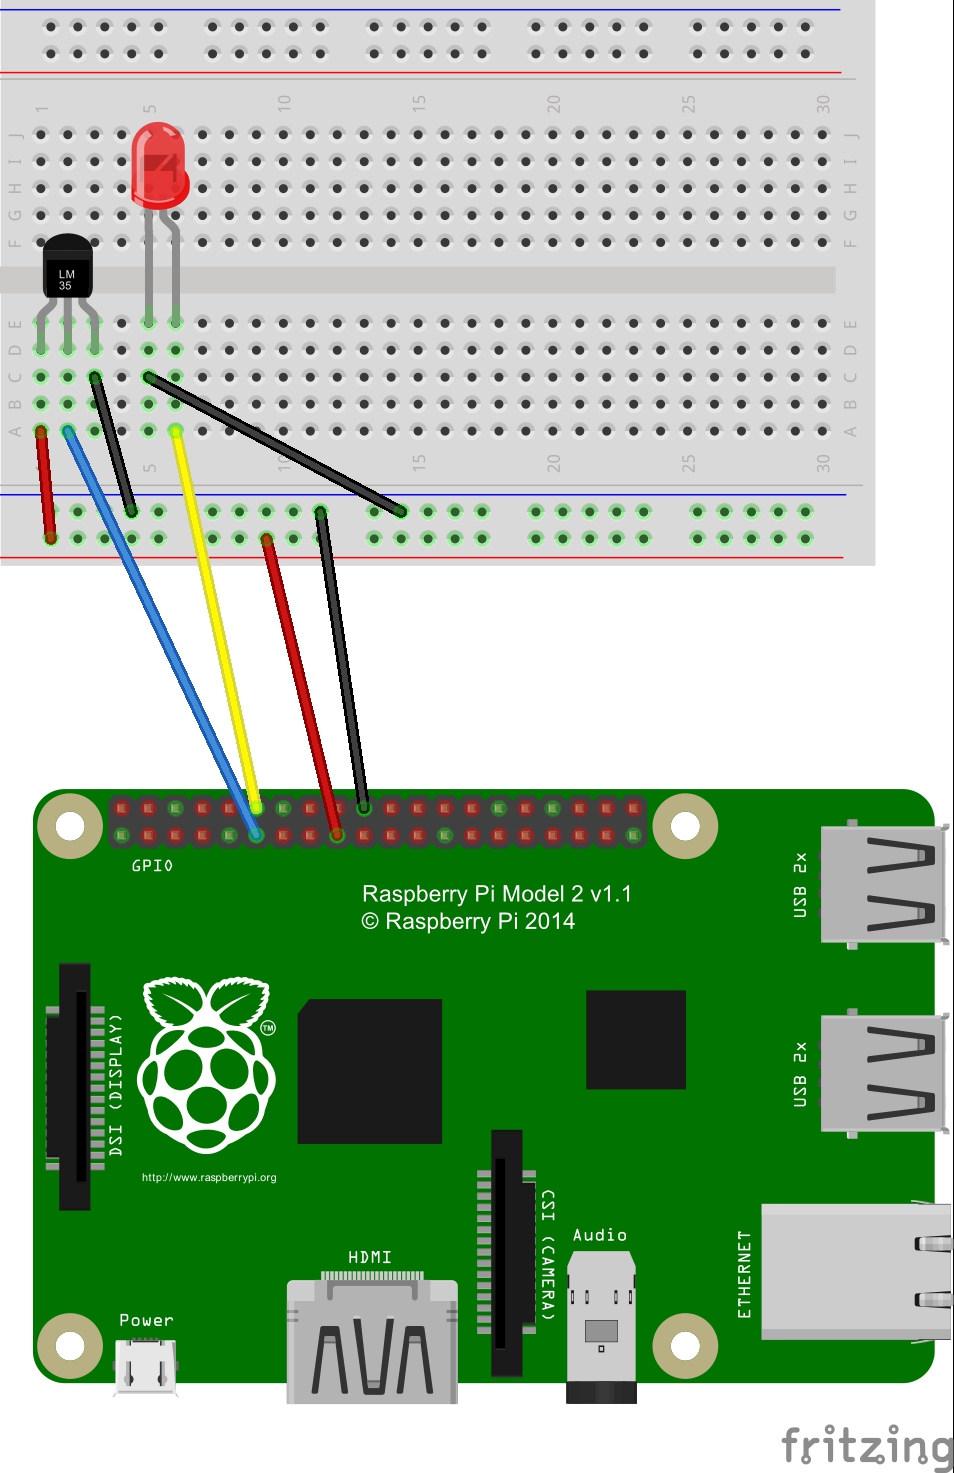 1 5 10 15 20 25 30
J J
I I
H H
G G
F F
LM
35
E E
D D
C C
B B
A A
5 10 15 20 25 30
GPIO
Raspberry Pi Model 2 v1.1
© Raspberry Pi 2014
USB 2x
TM
DSI (DISPLAY)
USB 2x
http://www.raspberrypi.org
CSI (CAMERA)
Audio
ETHERNET
HDMI
Power
fritzing